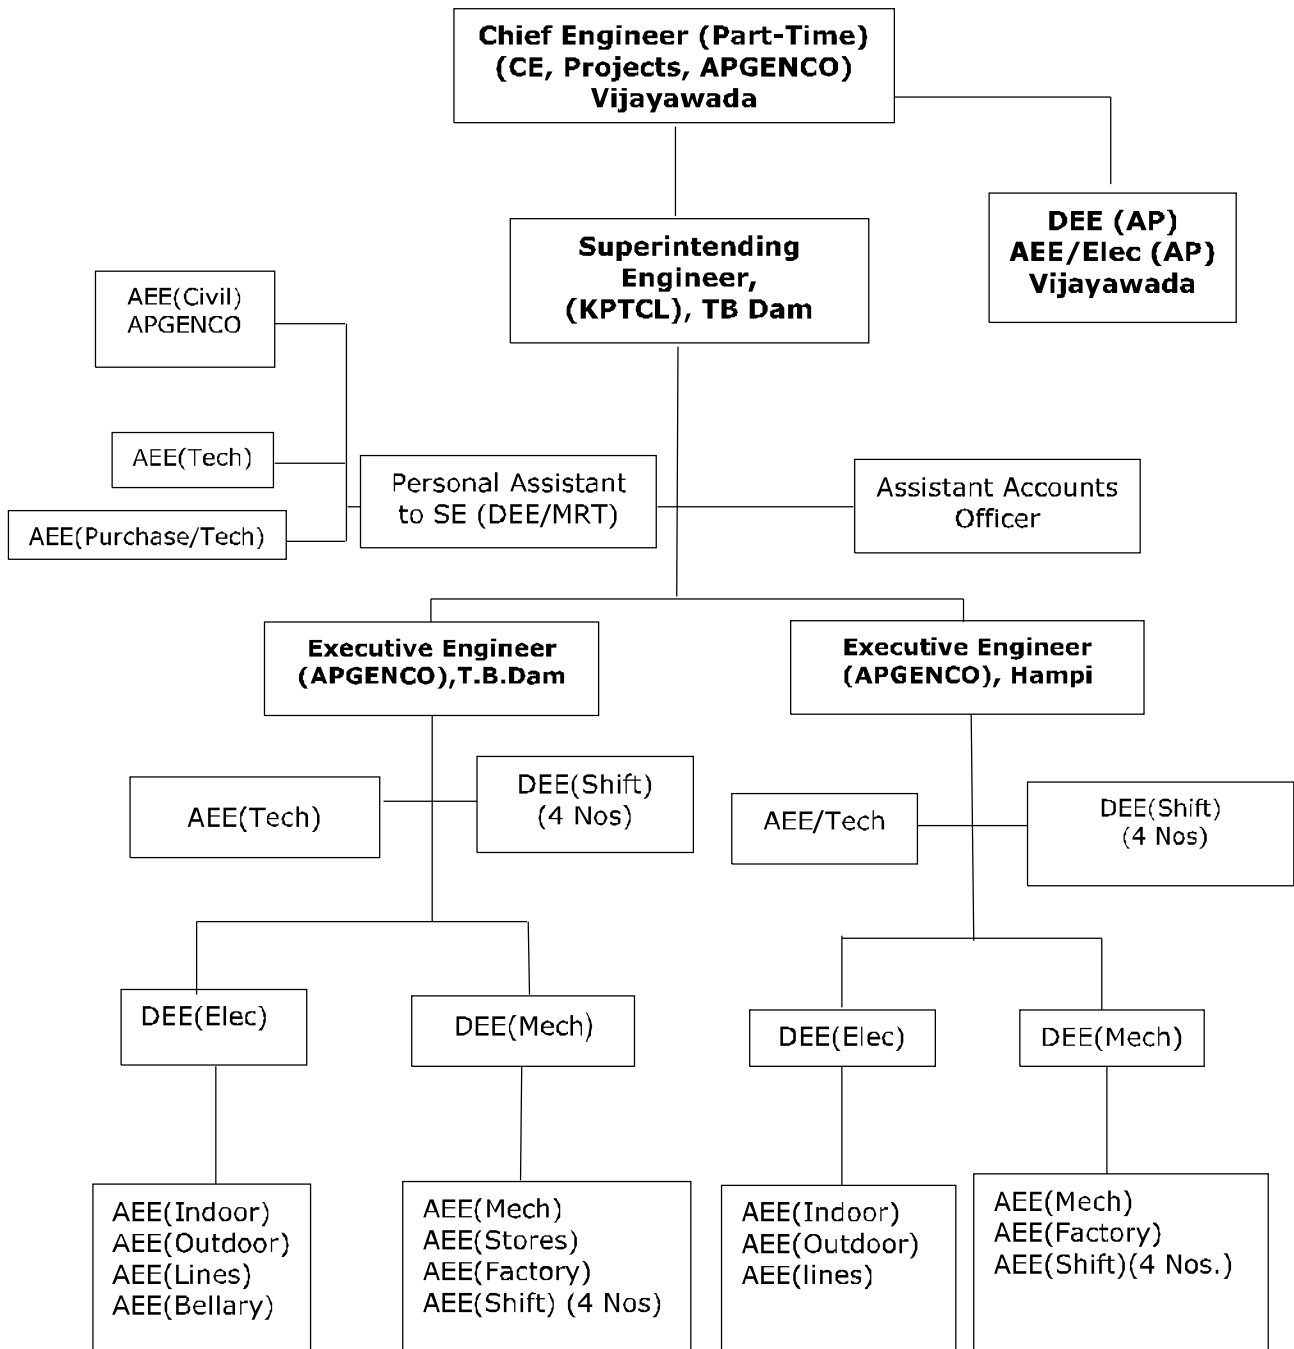 Chief Engineer (Part-Time)
(CE, Projects, APGENCO)
Vijayawada
DEE (AP)
AEE/Elec (AP)
Vijayawada
Superintending
Engineer,
(KPTCL), TB Dam
AEE(Civil)
APGENCO
AEE(Tech)
AEE(Purchase/Tech)
Personal Assistant
to SE (DEE/MRT)
Assistant Accounts
Officer
Executive Engineer
(APGENCO),T.B.Dam
Executive Engineer
(APGENCO), Hampi
AEE(Tech)
DEE(Shift)
(4 Nos)
AEE/Tech
DEE(Shift)
(4 Nos)
DEE(Elec)
DEE(Mech)
DEE(Elec)
DEE(Mech)
AEE(Indoor)
AEE(Outdoor)
AEE(Lines)
AEE(Bellary)
AEE(Mech)
AEE(Stores)
AEE(Factory)
AEE(Shift) (4 Nos)
AEE(Indoor)
AEE(Outdoor)
AEE(lines)
AEE(Mech)
AEE(Factory)
AEE(Shift)(4 Nos.)